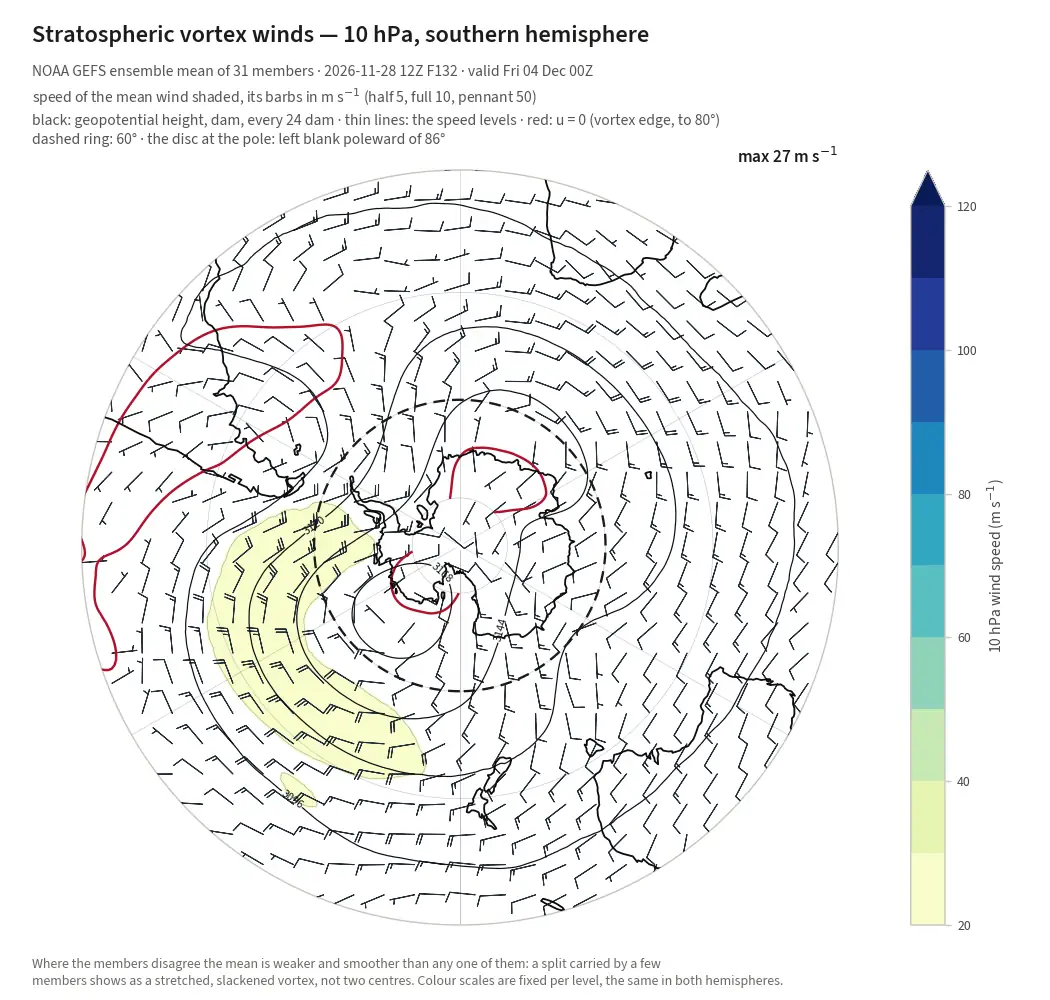 Stratospheric vortex winds — 10 hPa, southern hemisphere
NOAA GEFS ensemble mean of 31 members · 2026-11-28 12Z F132 · valid Fri 04 Dec 00Z
speed of the mean wind shaded, its barbs in m s⁻¹ (half 5, full 10, pennant 50)
black: geopotential height, dam, every 24 dam · thin lines: the speed levels · red: u = 0 (vortex edge, to 80°)
dashed ring: 60° · the disc at the pole: left blank poleward of 86°
max 27 m s⁻¹
120
100
80
60
40
20
10 hPa wind speed (m s⁻¹)
3168
3144
3096
Where the members disagree the mean is weaker and smoother than any one of them: a split carried by a few
members shows as a stretched, slackened vortex, not two centres. Colour scales are fixed per level, the same in both hemispheres.